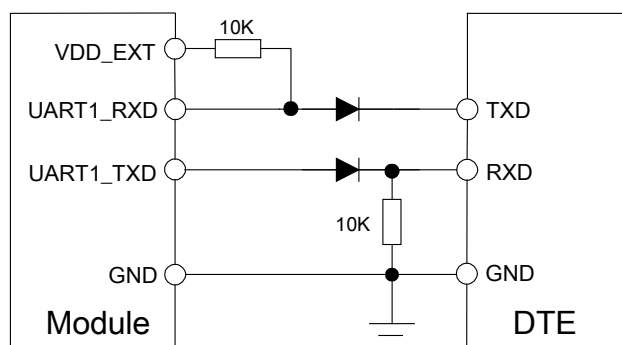 10K
VDD_EXT
UART1_RXD
TXD
UART1_TXD
RXD
10K
GND
GND
Module
DTE